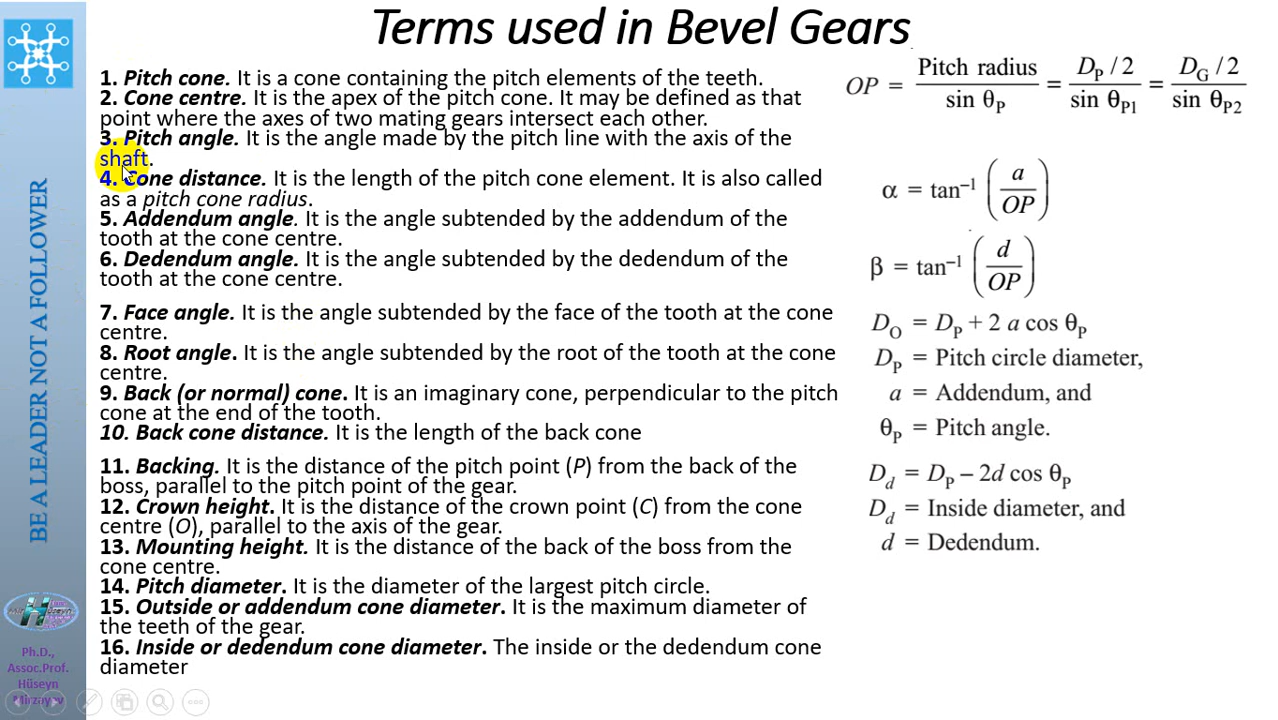 Terms used in Bevel Gears
1. Pitch cone. It is a cone containing the pitch elements of the teeth.
2. Cone centre. It is the apex of the pitch cone. It may be defined as that
point where the axes of two mating gears intersect each other.
3. Pitch angle. It is the angle made by the pitch line with the axis of the
shaft.
4. Cone distance. It is the length of the pitch cone element. It is also called
as a pitch cone radius.
5. Addendum angle. It is the angle subtended by the addendum of the
tooth at the cone centre.
6. Dedendum angle. It is the angle subtended by the dedendum of the
tooth at the cone centre.
7. Face angle. It is the angle subtended by the face of the tooth at the cone
centre.
8. Root angle. It is the angle subtended by the root of the tooth at the cone
centre.
9. Back (or normal) cone. It is an imaginary cone, perpendicular to the pitch
cone at the end of the tooth.
10. Back cone distance. It is the length of the back cone
11. Backing. It is the distance of the pitch point (P) from the back of the
boss, parallel to the pitch point of the gear.
12. Crown height. It is the distance of the crown point (C) from the cone
centre (O), parallel to the axis of the gear.
13. Mounting height. It is the distance of the back of the boss from the
cone centre.
14. Pitch diameter. It is the diameter of the largest pitch circle.
15. Outside or addendum cone diameter. It is the maximum diameter of
the teeth of the gear.
16. Inside or dedendum cone diameter. The inside or the dedendum cone
diameter
OP = Pitch radius / sin θP = (DP / 2) / sin θP1 = (DG / 2) / sin θP2
α = tan⁻¹ (a / OP)
β = tan⁻¹ (d / OP)
DO = DP + 2 a cos θP
DP = Pitch circle diameter,
a = Addendum, and
θP = Pitch angle.
Dd = DP – 2d cos θP
Dd = Inside diameter, and
d = Dedendum.
BE A LEADER NOT A FOLLOWER
Ph.D.,
Assoc.Prof.
Hüseyn
Mirzayev